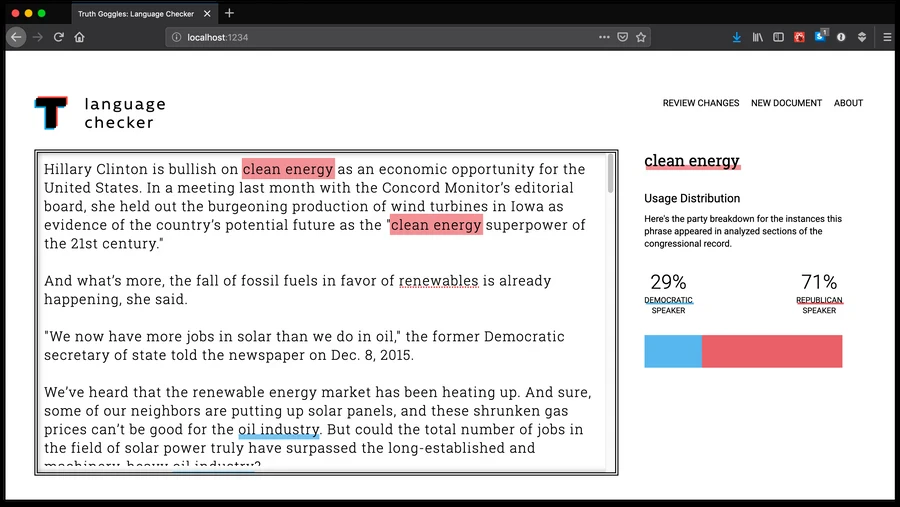 Truth Goggles: Language Checker
localhost:1234
1
T language
checker
REVIEW CHANGES NEW DOCUMENT ABOUT
Hillary Clinton is bullish on clean energy as an economic opportunity for the
United States. In a meeting last month with the Concord Monitor’s editorial
board, she held out the burgeoning production of wind turbines in Iowa as
evidence of the country’s potential future as the "clean energy superpower of
the 21st century."
And what’s more, the fall of fossil fuels in favor of renewables is already
happening, she said.
"We now have more jobs in solar than we do in oil," the former Democratic
secretary of state told the newspaper on Dec. 8, 2015.
We’ve heard that the renewable energy market has been heating up. And sure,
some of our neighbors are putting up solar panels, and these shrunken gas
prices can’t be good for the oil industry. But could the total number of jobs in
the field of solar power truly have surpassed the long-established and
machinery-heavy oil industry?
clean energy
Usage Distribution
Here's the party breakdown for the instances this
phrase appeared in analyzed sections of the
congressional record.
29% 71%
DEMOCRATIC REPUBLICAN
SPEAKER SPEAKER